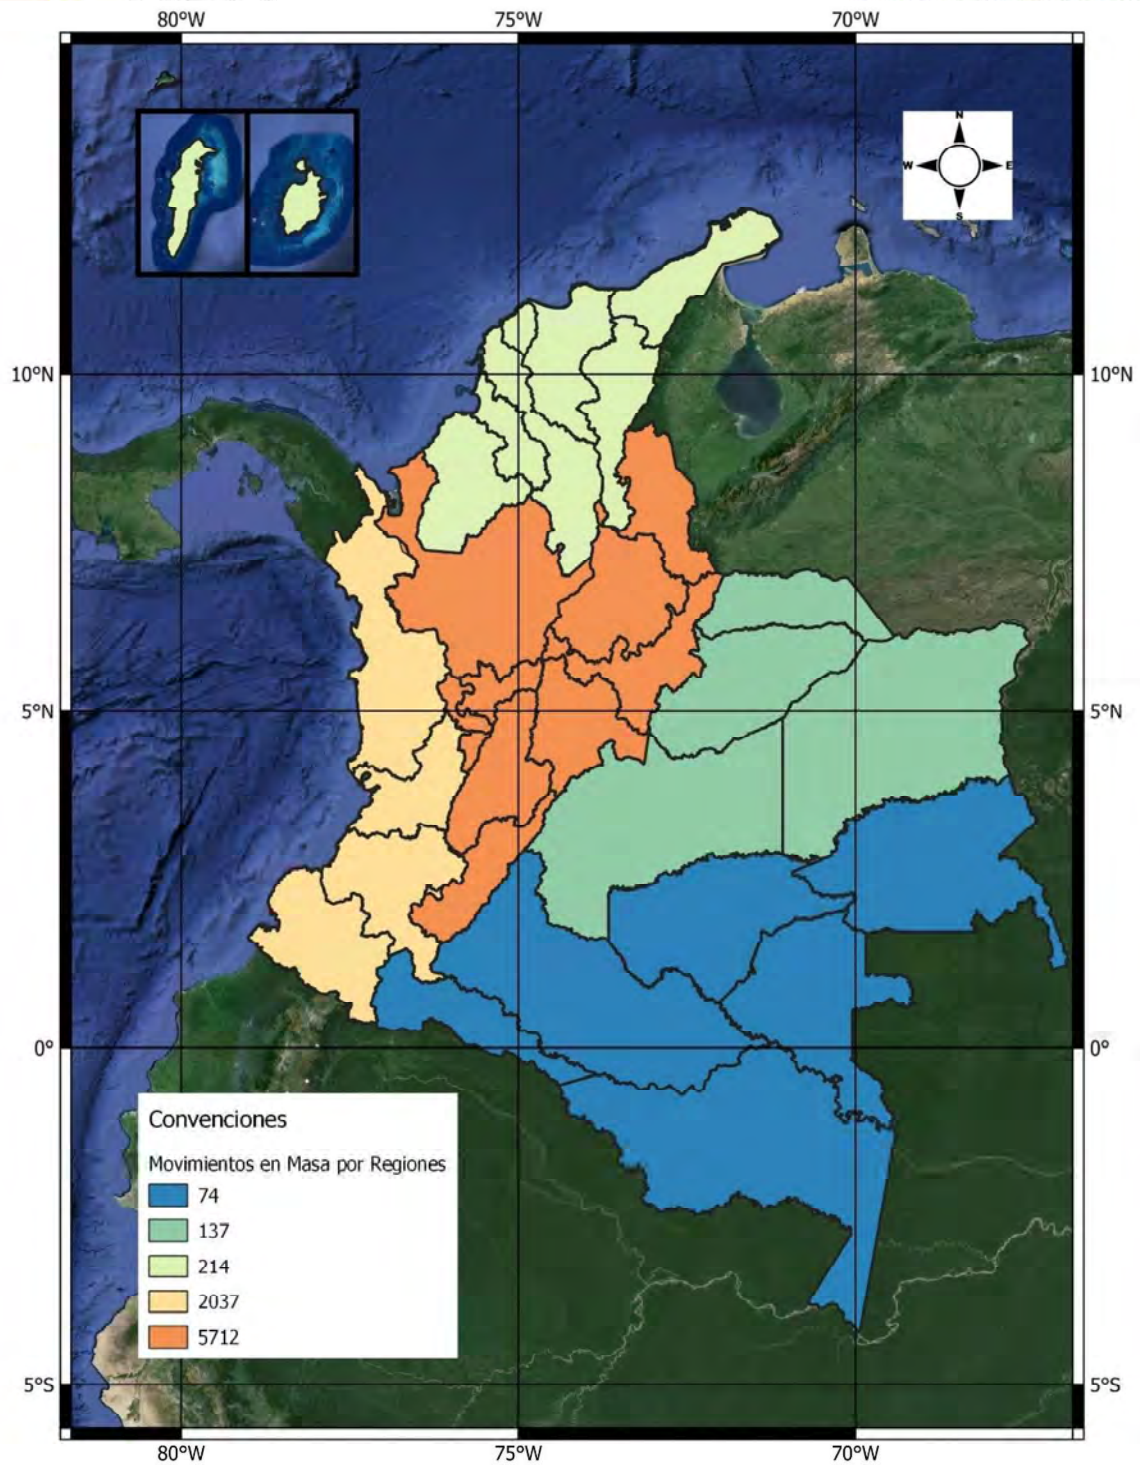 80°W 75°W 70°W
N
W E
S
10°N 10°N
5°N 5°N
0° 0°
Convenciones
Movimientos en Masa por Regiones
74
137
214
2037
5712
5°S 5°S
80°W 75°W 70°W